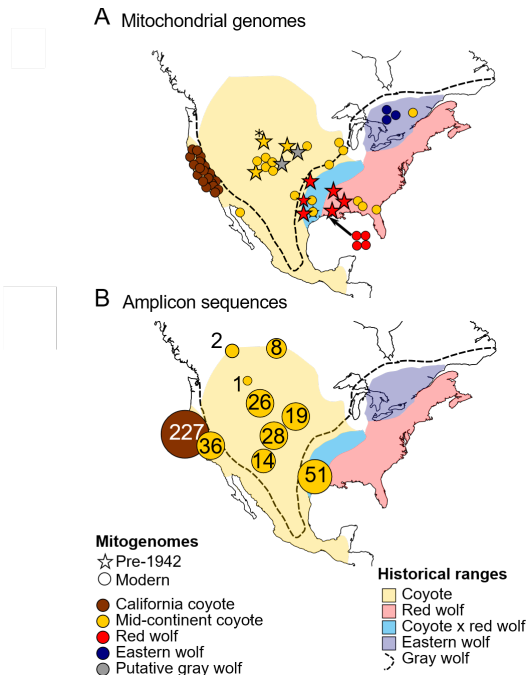 A Mitochondrial genomes
*
B Amplicon sequences
2
8
1
26
19
227
36
28
14
51
Mitogenomes
Pre-1942
Modern
California coyote
Mid-continent coyote
Red wolf
Eastern wolf
Putative gray wolf
Historical ranges
Coyote
Red wolf
Coyote x red wolf
Eastern wolf
Gray wolf